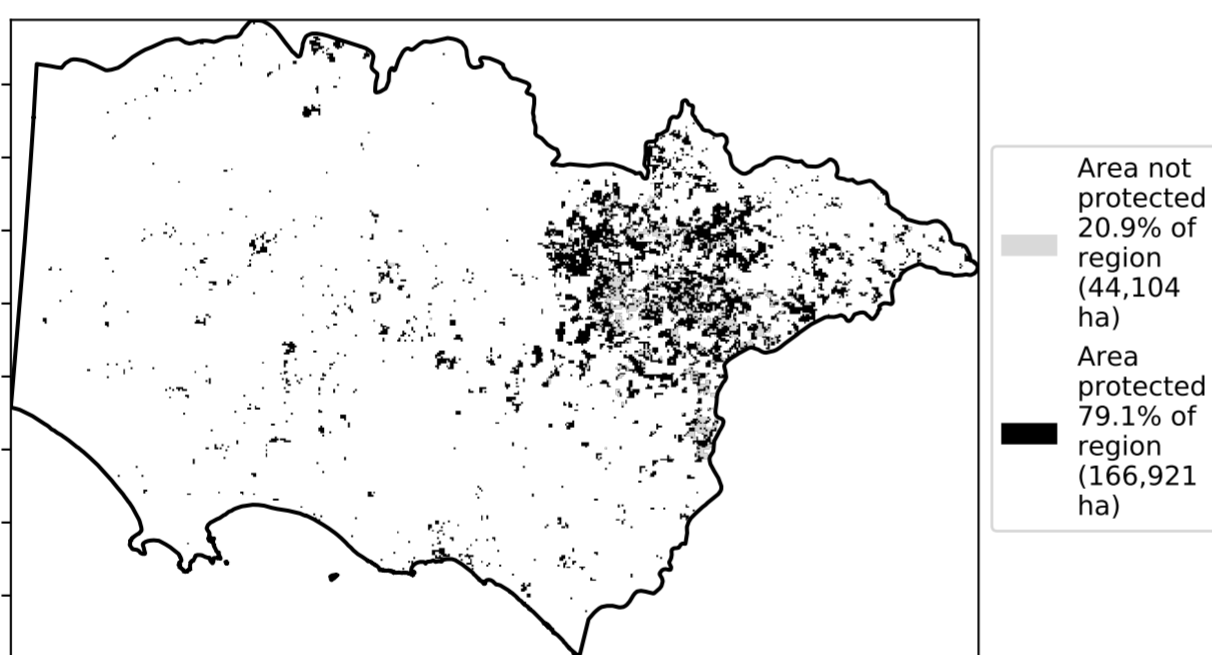 Area not
protected
20.9% of
region
(44,104
ha)
Area
protected
79.1% of
region
(166,921
ha)